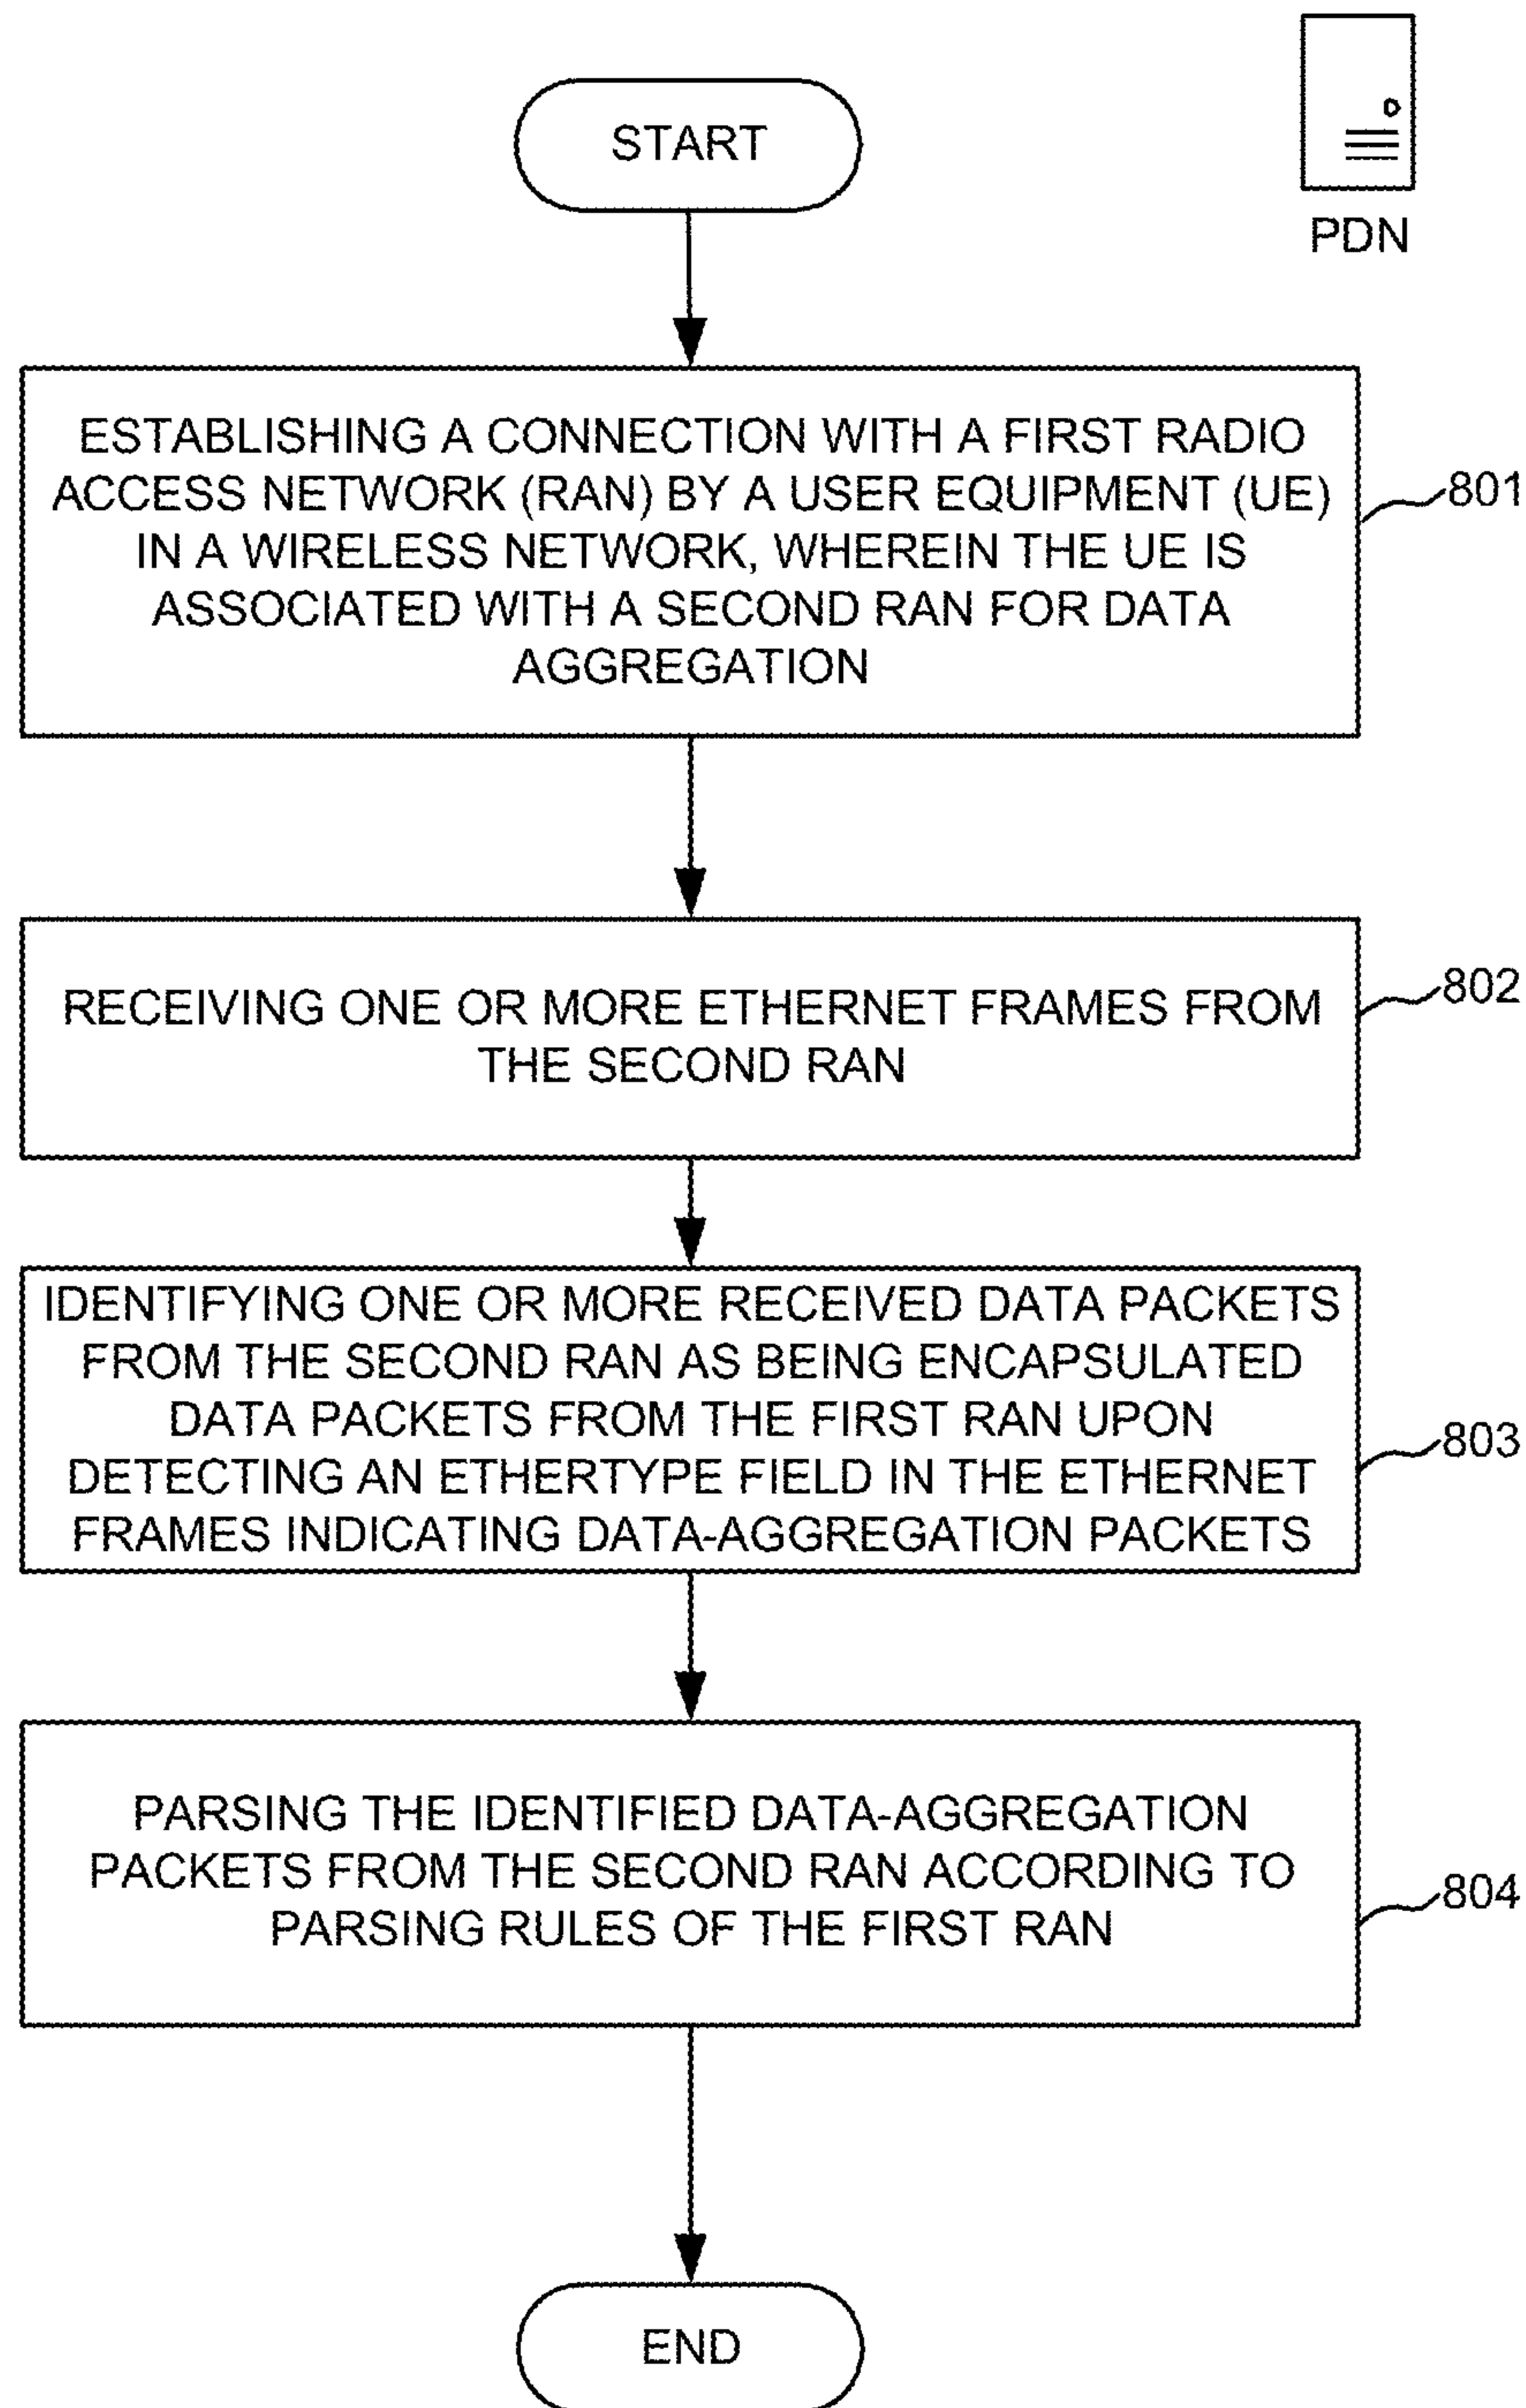 START
PDN
ESTABLISHING A CONNECTION WITH A FIRST RADIO
ACCESS NETWORK (RAN) BY A USER EQUIPMENT (UE)
IN A WIRELESS NETWORK, WHEREIN THE UE IS
ASSOCIATED WITH A SECOND RAN FOR DATA
AGGREGATION
801
RECEIVING ONE OR MORE ETHERNET FRAMES FROM
THE SECOND RAN
802
IDENTIFYING ONE OR MORE RECEIVED DATA PACKETS
FROM THE SECOND RAN AS BEING ENCAPSULATED
DATA PACKETS FROM THE FIRST RAN UPON
DETECTING AN ETHERTYPE FIELD IN THE ETHERNET
FRAMES INDICATING DATA-AGGREGATION PACKETS
803
PARSING THE IDENTIFIED DATA-AGGREGATION
PACKETS FROM THE SECOND RAN ACCORDING TO
PARSING RULES OF THE FIRST RAN
804
END